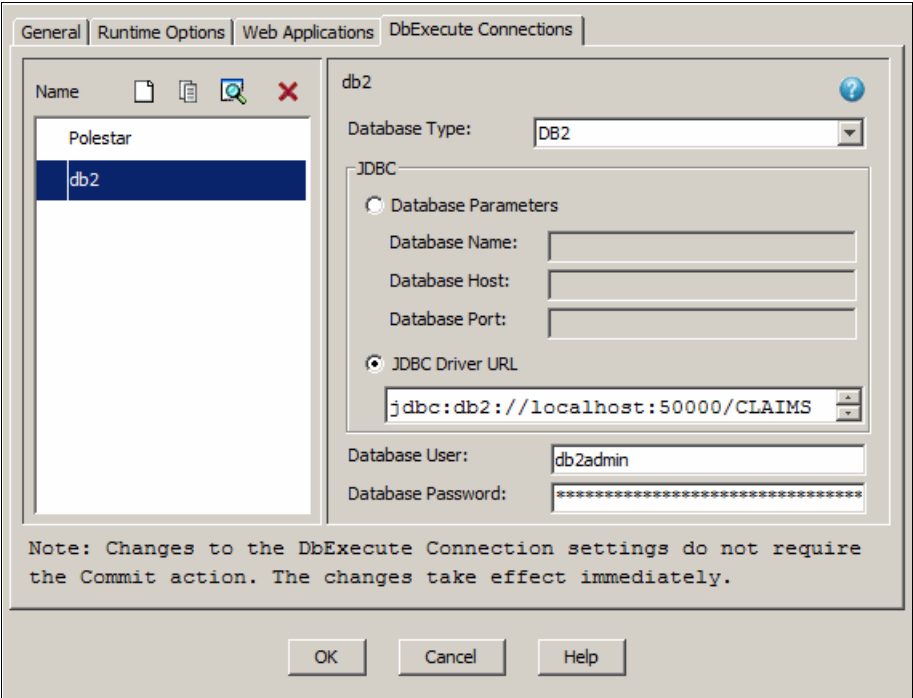 General Runtime Options Web Applications DbExecute Connections
Name
Polestar
db2
db2
Database Type: DB2
JDBC
Database Parameters
Database Name:
Database Host:
Database Port:
JDBC Driver URL
jdbc:db2://localhost:50000/CLAIMS
Database User: db2admin
Database Password: ********************************
Note: Changes to the DbExecute Connection settings do not require
the Commit action. The changes take effect immediately.
OK Cancel Help